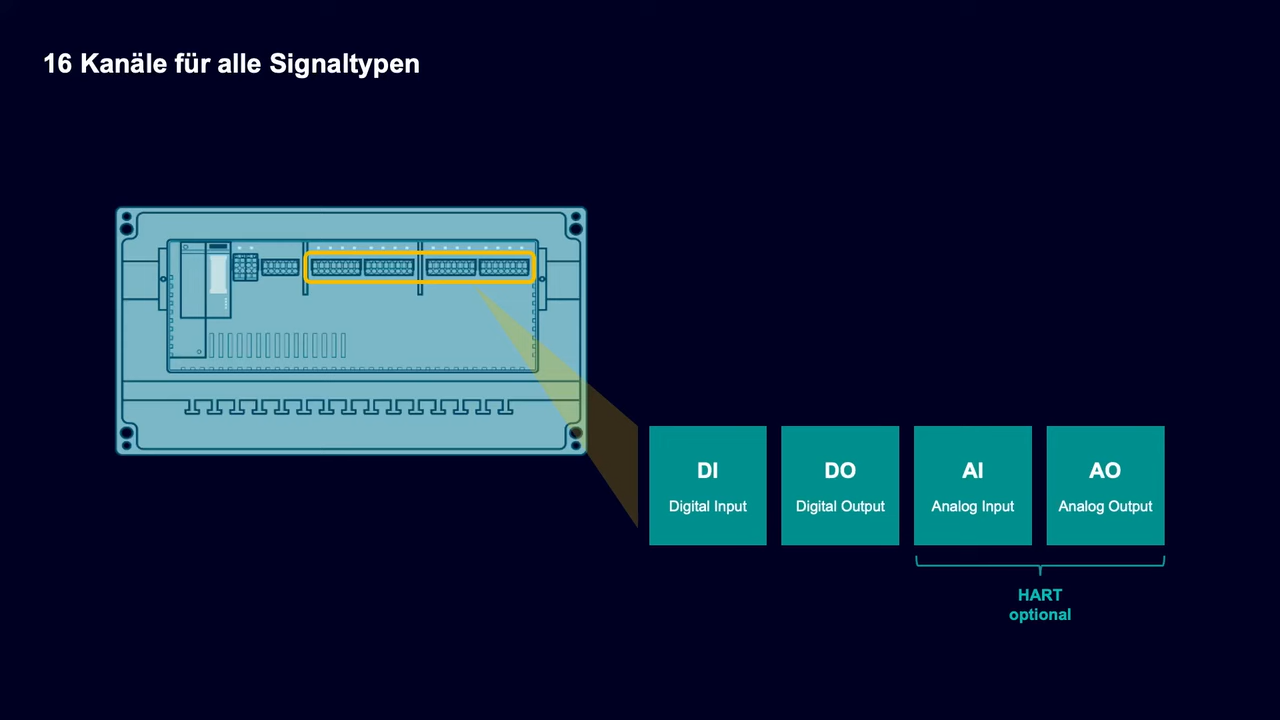 16 Kanäle für alle Signaltypen
DI
Digital Input
DO
Digital Output
AI
Analog Input
AO
Analog Output
HART
optional